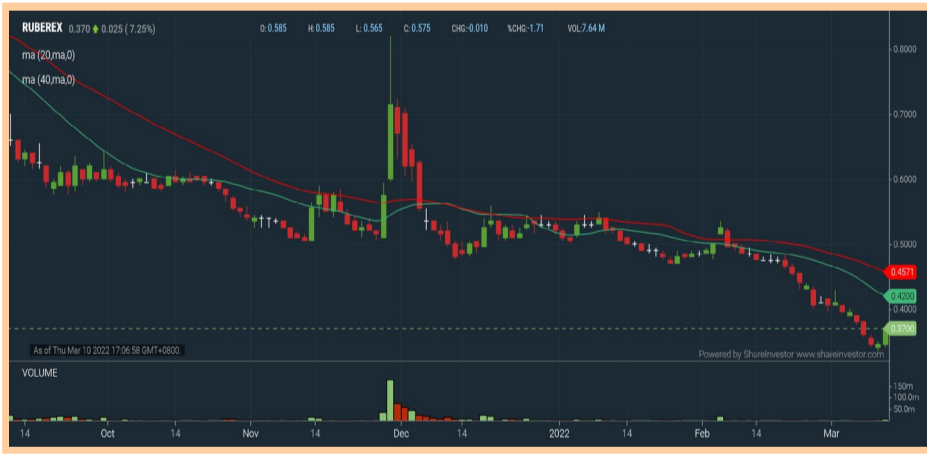 RUBEREX 0.370 0.025 ( 7.25%) O: 0.585 H: 0.585 L: 0.565 C: 0.575 CHG:-0.010 %CHG:-1.71 VOL:7.64 M
ma (20,ma,0)
ma (40,ma,0)
0.8000
0.7000
0.6000
0.5000
0.4571
0.4200
0.4000
0.3700
As of Thu Mar 10 2022 17:06:58 GMT+0800.
Powered by ShareInvestor www.shareinvestor.com
VOLUME
150m
100.0m
50.0m
14 Oct 14 Nov 14 Dec 14 2022 14 Feb 14 Mar